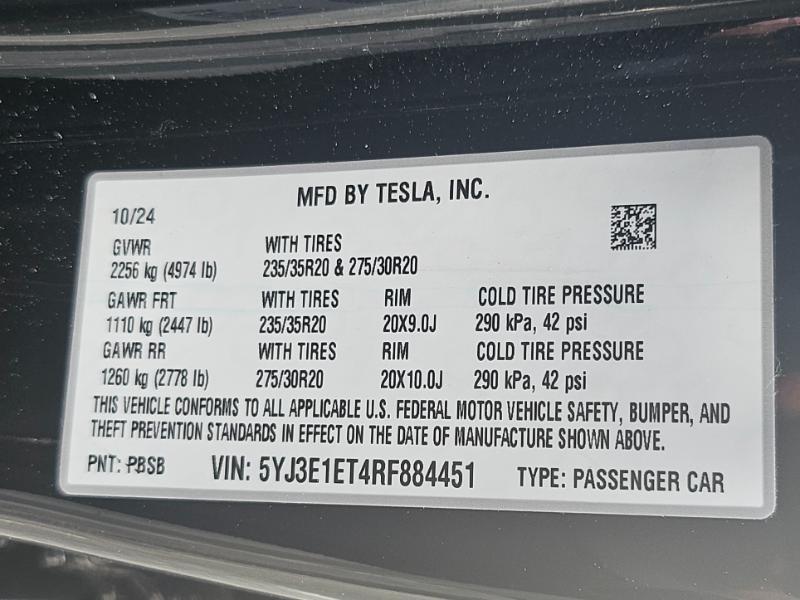 MFD BY TESLA, INC.
10/24
GVWR WITH TIRES
2256 kg (4974 lb) 235/35R20 & 275/30R20
GAWR FRT WITH TIRES RIM COLD TIRE PRESSURE
1110 kg (2447 lb) 235/35R20 20X9.0J 290 kPa, 42 psi
GAWR RR WITH TIRES RIM COLD TIRE PRESSURE
1260 kg (2778 lb) 275/30R20 20X10.0J 290 kPa, 42 psi
THIS VEHICLE CONFORMS TO ALL APPLICABLE U.S. FEDERAL MOTOR VEHICLE SAFETY, BUMPER, AND
THEFT PREVENTION STANDARDS IN EFFECT ON THE DATE OF MANUFACTURE SHOWN ABOVE.
PNT: PBSB VIN: 5YJ3E1ET4RF884451 TYPE: PASSENGER CAR